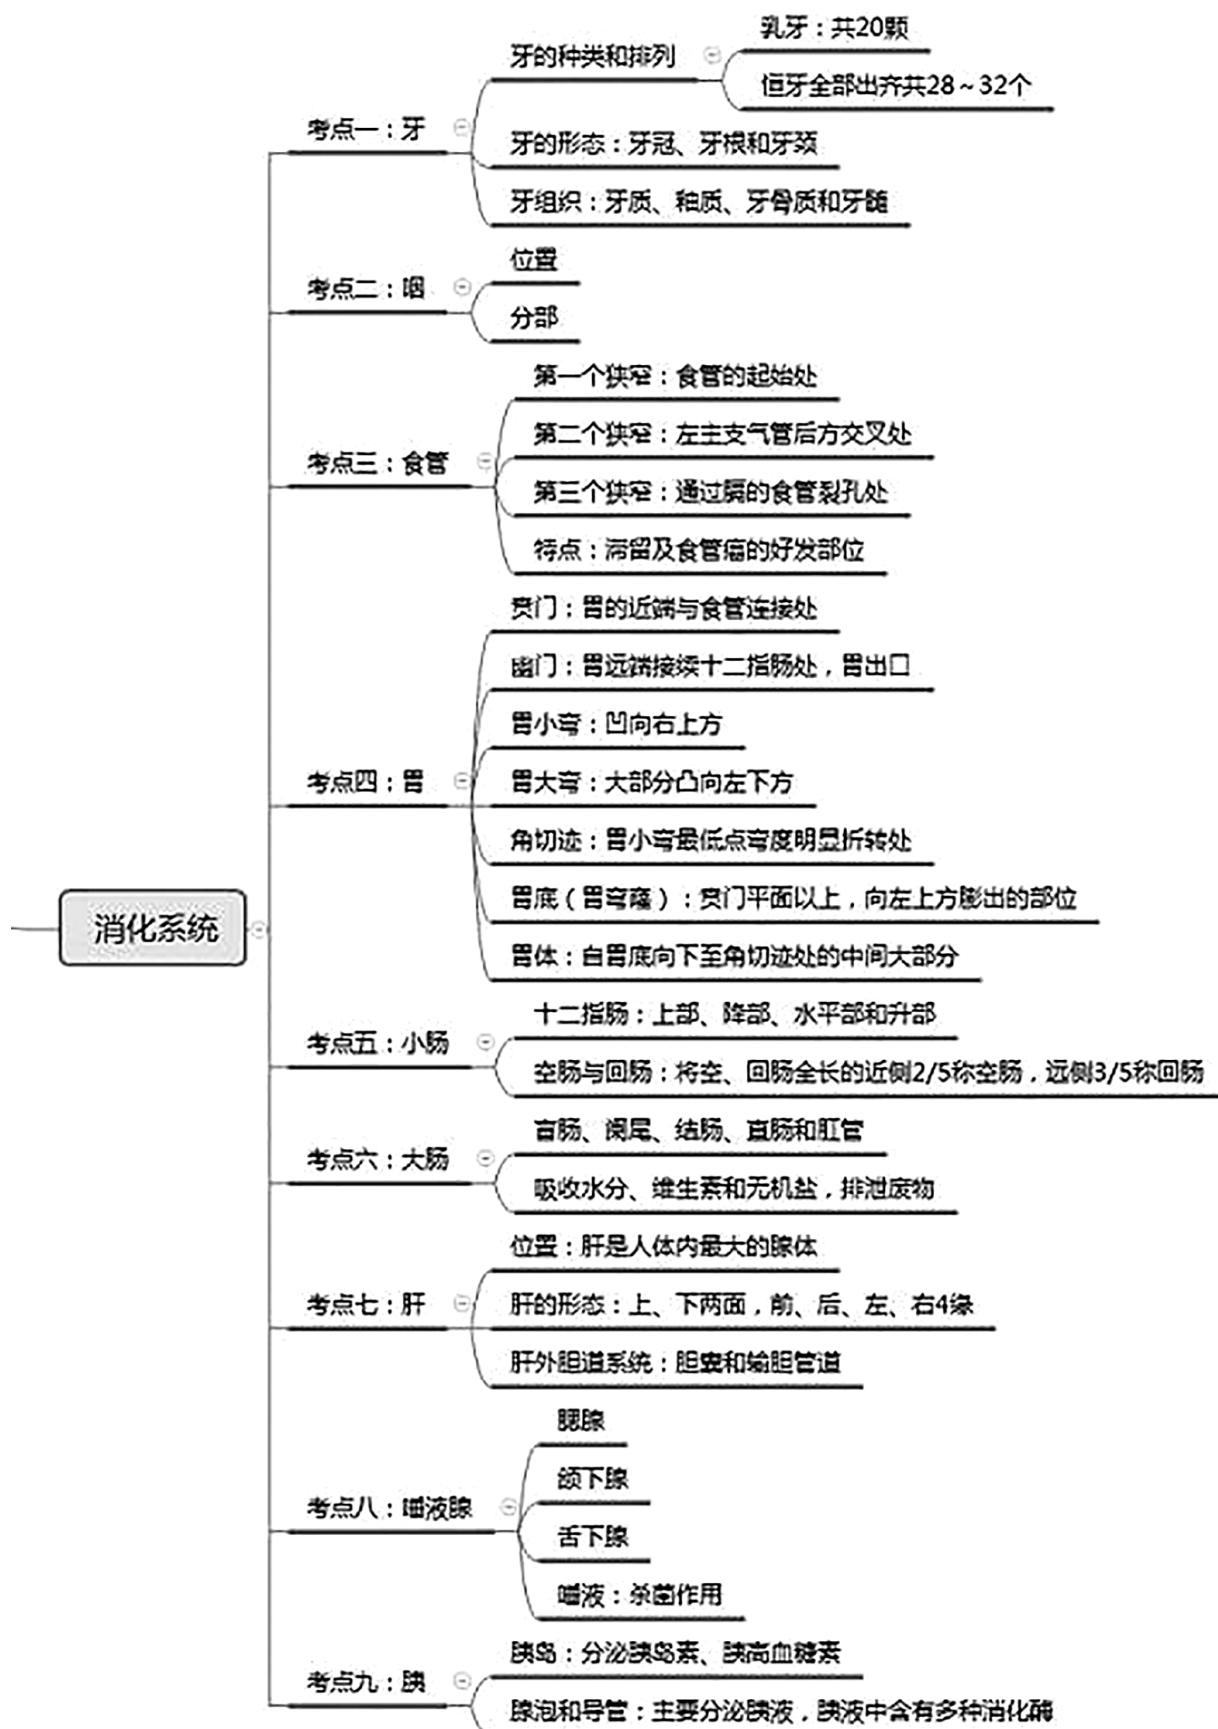 乳牙：共20颗
牙的种类和排列
恒牙全部出齐共28～32个
考点一：牙
牙的形态：牙冠、牙根和牙颈
牙组织：牙质、釉质、牙骨质和牙髓
位置
考点二：咽
分部
第一个狭窄：食管的起始处
第二个狭窄：左主支气管后方交叉处
考点三：食管
第三个狭窄：通过膈的食管裂孔处
特点：滞留及食管癌的好发部位
贲门：胃的近端与食管连接处
幽门：胃远端接续十二指肠处，胃出口
胃小弯：凹向右上方
考点四：胃
胃大弯：大部分凸向左下方
角切迹：胃小弯最低点弯度明显折转处
胃底（胃穹窿）：贲门平面以上，向左上方膨出的部位
消化系统
胃体：自胃底向下至角切迹处的中间大部分
十二指肠：上部、降部、水平部和升部
考点五：小肠
空肠与回肠：将空、回肠全长的近侧2/5称空肠，远侧3/5称回肠
盲肠、阑尾、结肠、直肠和肛管
考点六：大肠
吸收水分、维生素和无机盐，排泄废物
位置：肝是人体内最大的腺体
考点七：肝
肝的形态：上、下两面，前、后、左、右4缘
肝外胆道系统：胆囊和输胆管道
腮腺
颌下腺
考点八：唾液腺
舌下腺
唾液：杀菌作用
胰岛：分泌胰岛素、胰高血糖素
考点九：胰
腺泡和导管：主要分泌胰液，胰液中含有多种消化酶